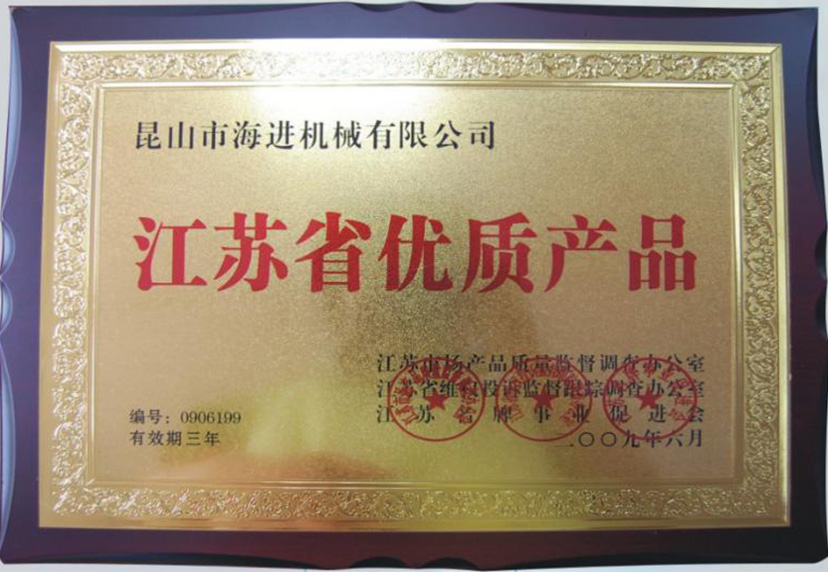 昆山市海进机械有限公司
江苏省优质产品
江苏市场产品质量监督调查办公室
江苏省维权投诉监督跟踪调查办公室
江苏省牌事业促进会
编号：0906199
有效期三年
二〇〇九年六月